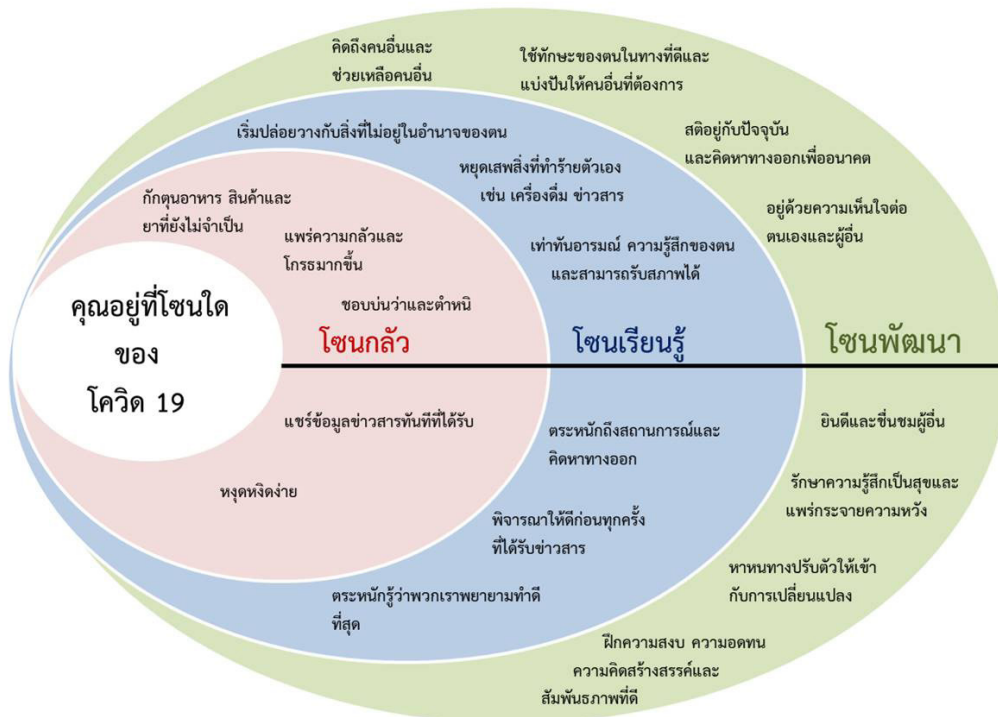 คิดถึงคนอื่นและ
ช่วยเหลือคนอื่น
ใช้ทักษะของตนในทางที่ดีและ
แบ่งปันให้คนอื่นที่ต้องการ
เริ่มปล่อยวางกับสิ่งที่ไม่อยู่ในอำนาจของตน
สติอยู่กับปัจจุบัน
และคิดหาทางออกเพื่ออนาคต
หยุดเสพสิ่งที่ทำร้ายตัวเอง
เช่น เครื่องดื่ม ข่าวสาร
กักตุนอาหาร สินค้าและ
ยาที่ยังไม่จำเป็น
อยู่ด้วยความเห็นใจต่อ
ตนเองและผู้อื่น
แพร่ความกลัวและ
โกรธมากขึ้น
เท่าทันอารมณ์ ความรู้สึกของตน
และสามารถรับสภาพได้
ชอบบ่นว่าและตำหนิ
คุณอยู่ที่โซนใด
ของ
โควิด 19
โซนกลัว
โซนเรียนรู้
โซนพัฒนา
แชร์ข้อมูลข่าวสารทันทีที่ได้รับ
ตระหนักถึงสถานการณ์และ
คิดหาทางออก
ยินดีและชื่นชมผู้อื่น
หงุดหงิดง่าย
รักษาความรู้สึกเป็นสุขและ
แพร่กระจายความหวัง
พิจารณาให้ดีก่อนทุกครั้ง
ที่ได้รับข่าวสาร
หาหนทางปรับตัวให้เข้า
กับการเปลี่ยนแปลง
ตระหนักรู้ว่าพวกเราพยายามทำดี
ที่สุด
ฝึกความสงบ ความอดทน
ความคิดสร้างสรรค์และ
สัมพันธภาพที่ดี